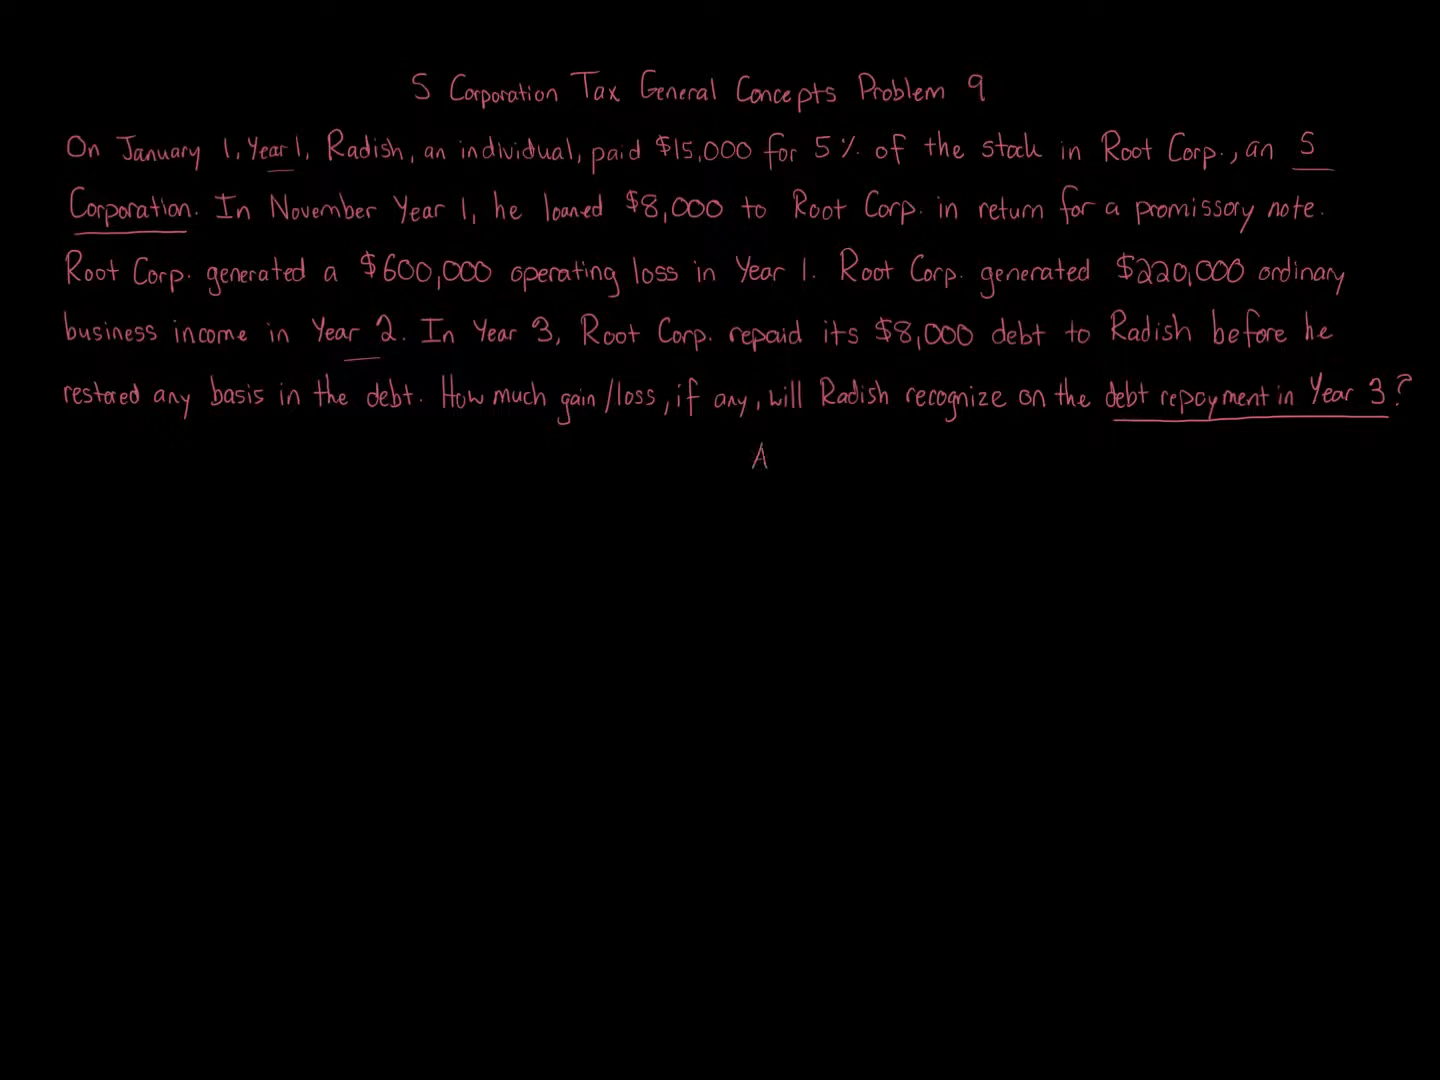 S Corporation Tax General Concepts Problem 9
On January 1, Year 1, Radish, an individual, paid $15,000 for 5% of the stock in Root Corp., an S
Corporation. In November Year 1, he loaned $8,000 to Root Corp. in return for a promissory note.
Root Corp. generated a $600,000 operating loss in Year 1. Root Corp. generated $220,000 ordinary
business income in Year 2. In Year 3, Root Corp. repaid its $8,000 debt to Radish before he
restored any basis in the debt. How much gain/loss, if any, will Radish recognize on the debt repayment in Year 3?
A